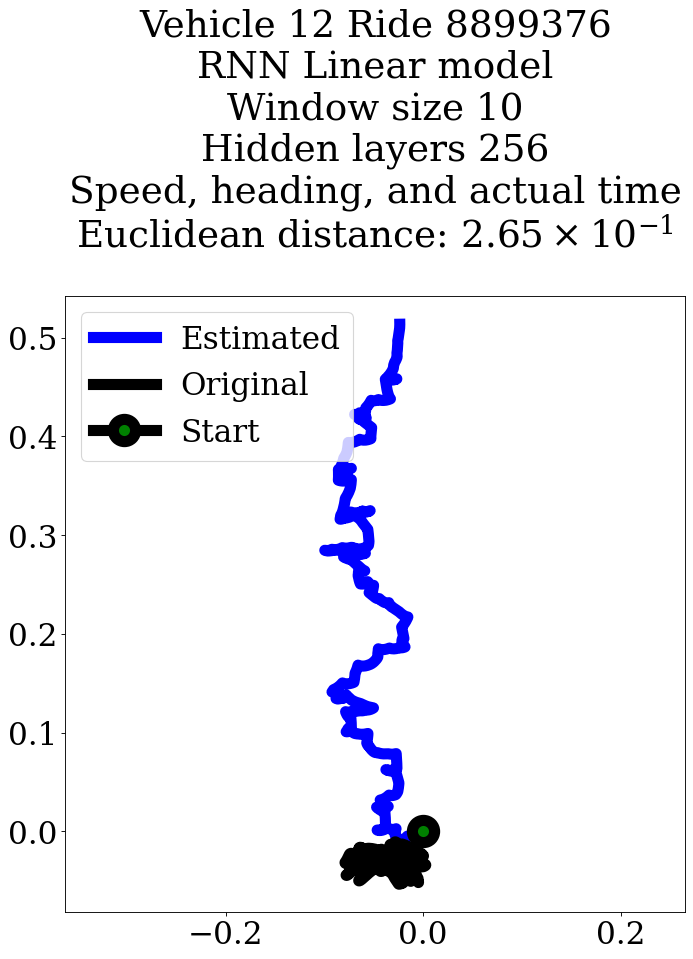 Vehicle 12 Ride 8899376
RNN Linear model
Window size 10
Hidden layers 256
Speed, heading, and actual time
Euclidean distance: 2.65 × 10⁻¹
Estimated
Original
Start
0.5
0.4
0.3
0.2
0.1
0.0
−0.2 0.0 0.2